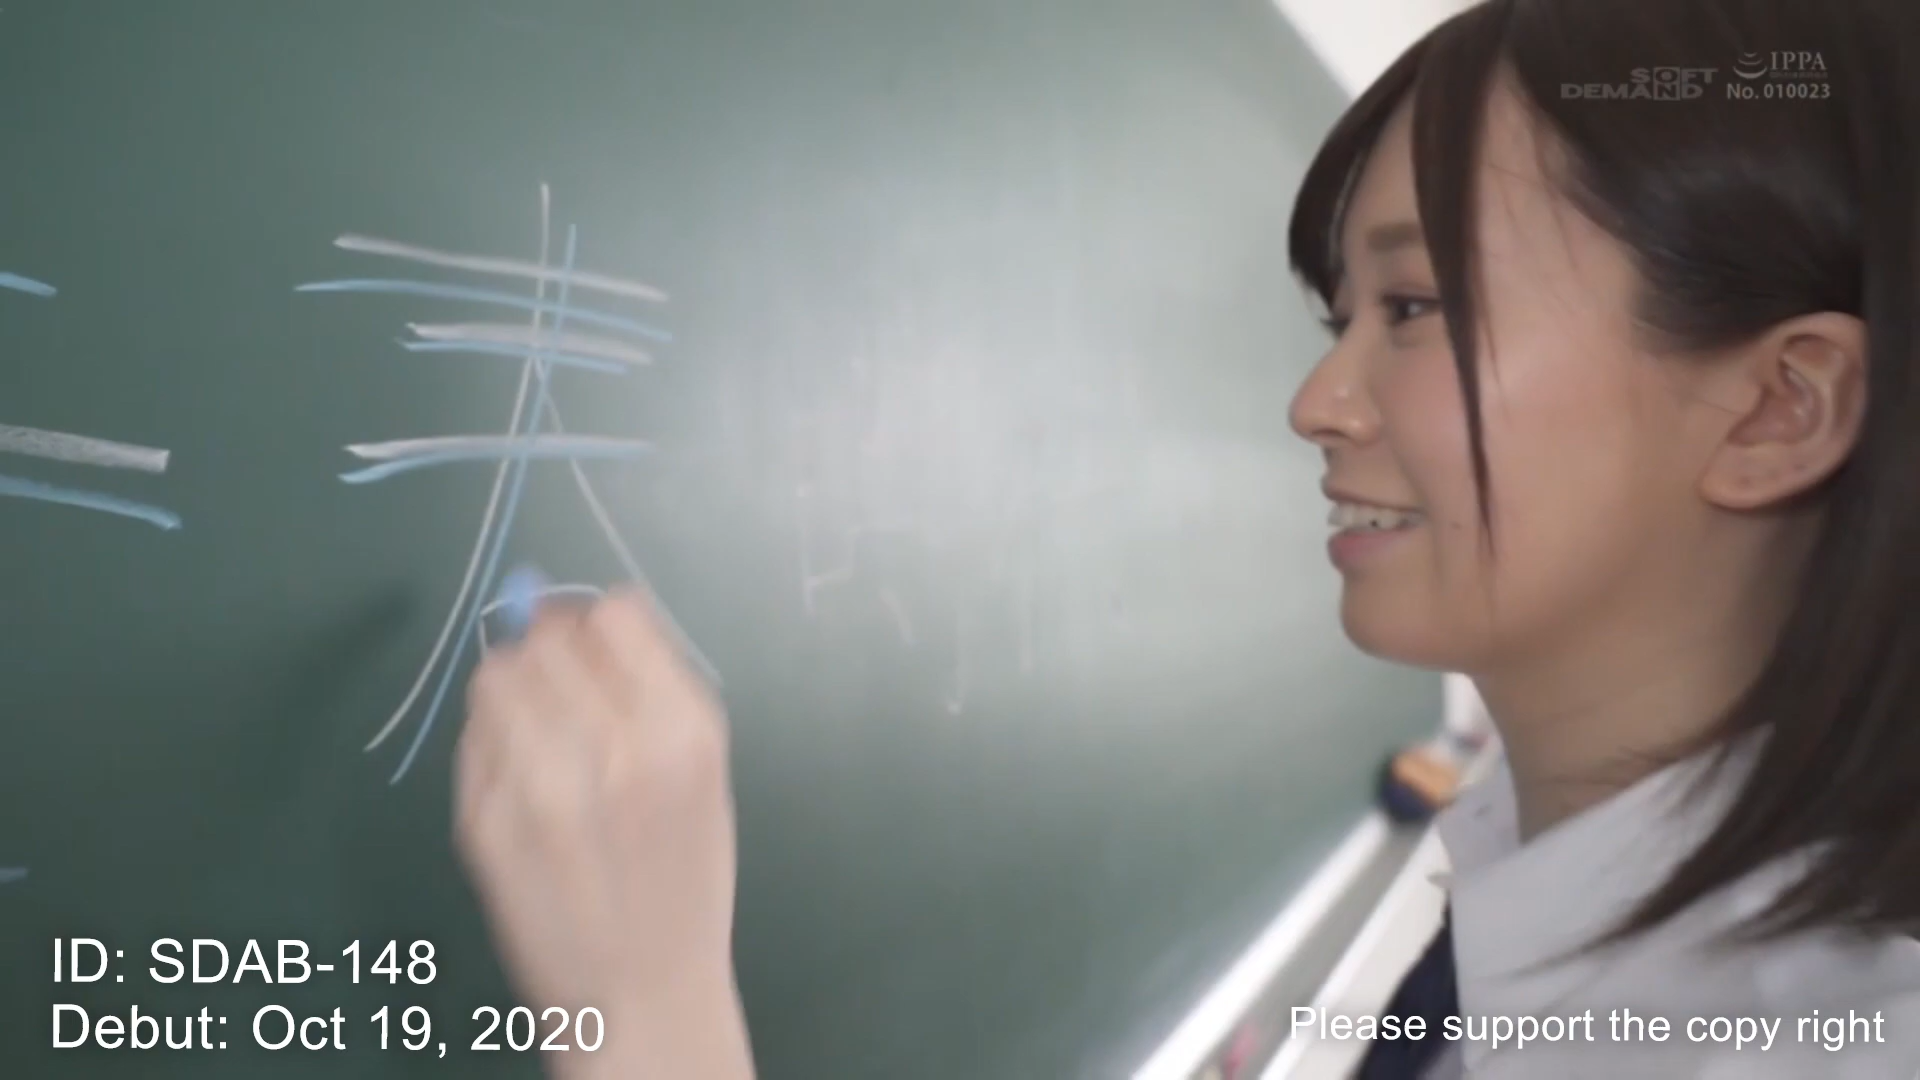 SOFT
DEMAND
IPPA
No. 010023
ID: SDAB-148
Debut: Oct 19, 2020
Please support the copy right